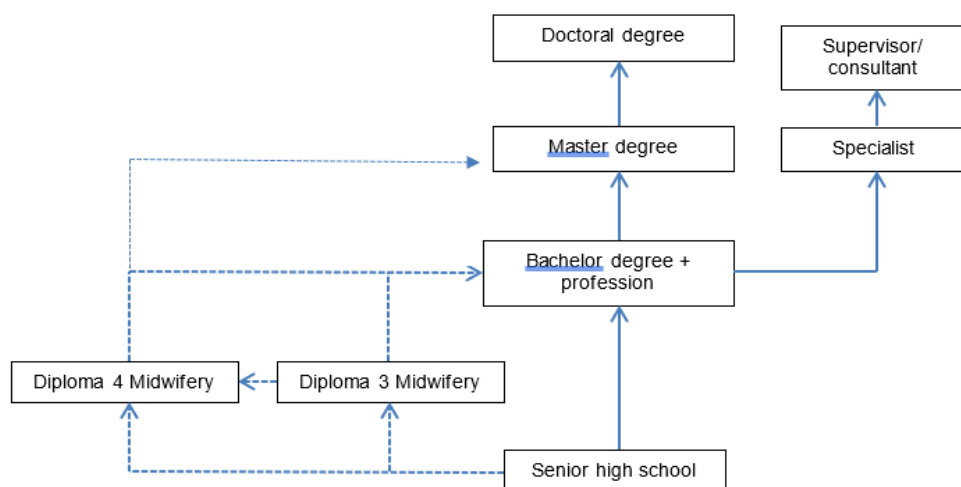 Doctoral degree
Supervisor/
consultant
Master degree
Specialist
Bachelor degree +
profession
Diploma 4 Midwifery
Diploma 3 Midwifery
Senior high school